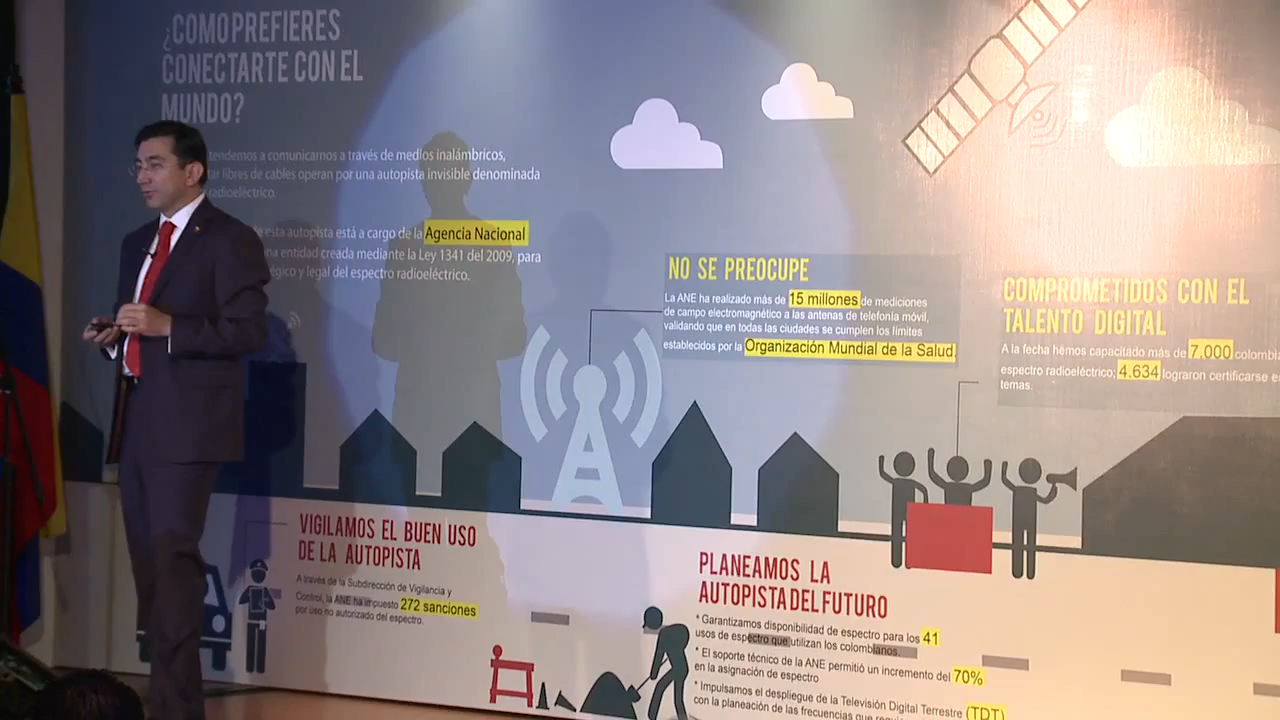 ¿COMO PREFIERES
CONECTARTE CON EL
MUNDO?
tendemos a comunicarnos a través de medios inalámbricos,
libres de cables operan por una autopista invisible denominada
radioeléctrico.
de esta autopista está a cargo de la Agencia Nacional
una entidad creada mediante la Ley 1341 del 2009, para
y legal del espectro radioeléctrico.
NO SE PREOCUPE
La ANE ha realizado más de 15 millones de mediciones
de campo electromagnético a las antenas de telefonía móvil,
validando que en todas las ciudades se cumplen los límites
establecidos por la Organización Mundial de la Salud.
COMPROMETIDOS CON EL
TALENTO DIGITAL
A la fecha hemos capacitado más de 7.000
espectro radioeléctrico; 4.634 lograron certificarse
temas.
VIGILAMOS EL BUEN USO
DE LA AUTOPISTA
A través de la Subdirección de Vigilancia y
Control, la ANE ha impuesto 272 sanciones
por uso no autorizado del espectro.
PLANEAMOS LA
AUTOPISTA DEL FUTURO
* Garantizamos disponibilidad de espectro para los 41
usos de espectro que utilizan los colombianos.
* El soporte técnico de la ANE permitió un incremento del 70%
en la asignación de espectro
* Impulsamos el despliegue de la Televisión Digital Terrestre (TDT)
con la planeación de las frecuencias que